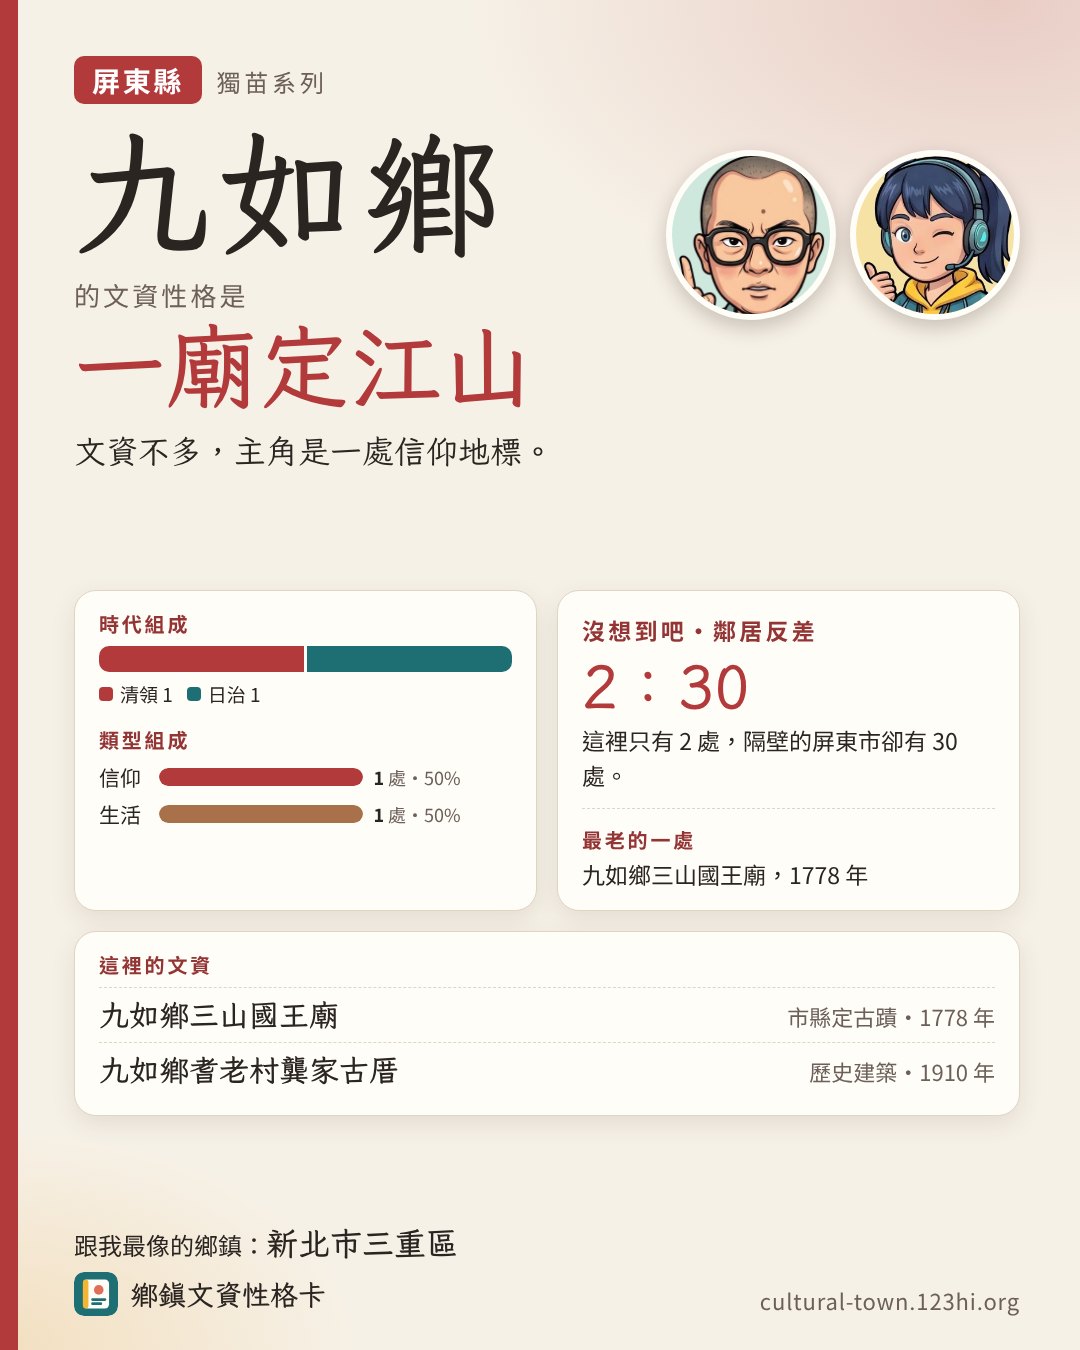 屏東縣 獨苗系列
九如鄉
的文資性格是
一廟定江山
文資不多，主角是一處信仰地標。
時代組成
清領 1 日治 1
類型組成
信仰 1 處・50%
生活 1 處・50%
沒想到吧・鄰居反差
2：30
這裡只有 2 處，隔壁的屏東市卻有 30
處。
最老的一處
九如鄉三山國王廟，1778 年
這裡的文資
九如鄉三山國王廟 市縣定古蹟・1778 年
九如鄉耆老村龔家古厝 歷史建築・1910 年
跟我最像的鄉鎮：新北市三重區
鄉鎮文資性格卡
cultural-town.123hi.org